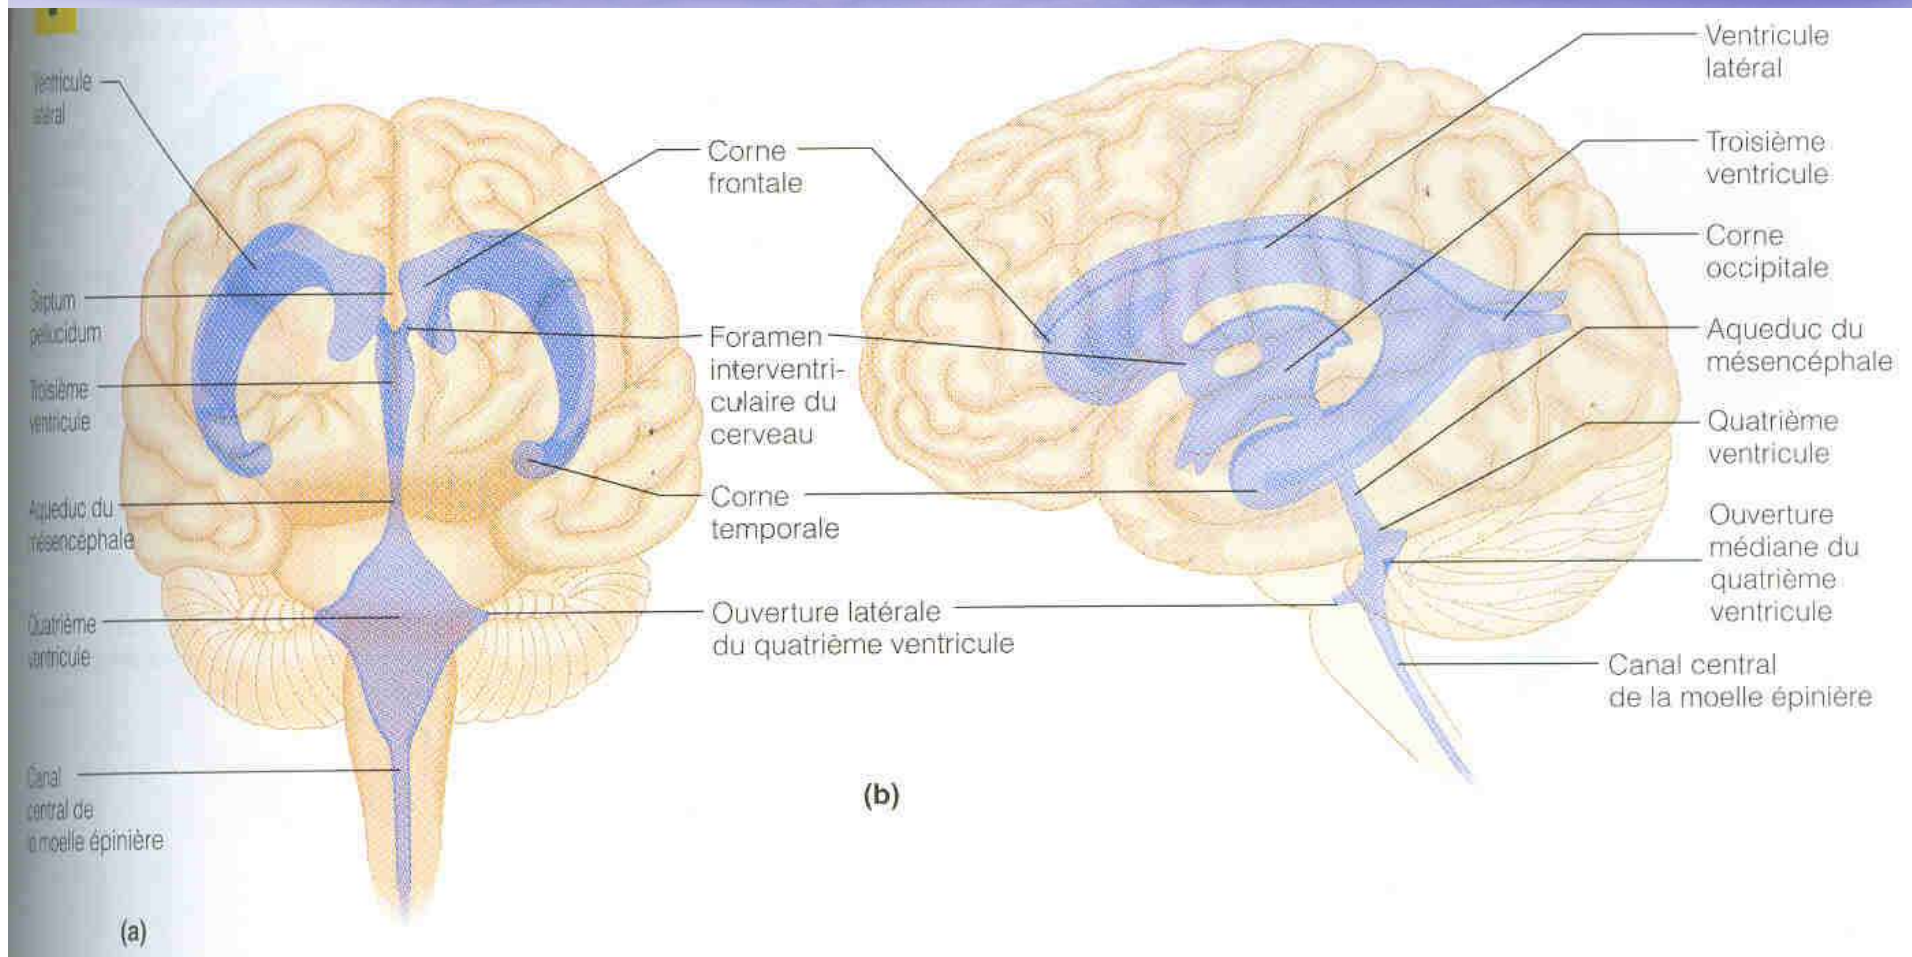 Ventricule
latéral
Septum
pellucidum
Troisième
ventricule
Aqueduc du
mésencéphale
Quatrième
ventricule
Canal
central de
la moelle épinière
(a)
Corne
frontale
Foramen
interventri-
culaire du
cerveau
Corne
temporale
Ouverture latérale
du quatrième ventricule
(b)
Ventricule
latéral
Troisième
ventricule
Corne
occipitale
Aqueduc du
mésencéphale
Quatrième
ventricule
Ouverture
médiane du
quatrième
ventricule
Canal central
de la moelle épinière